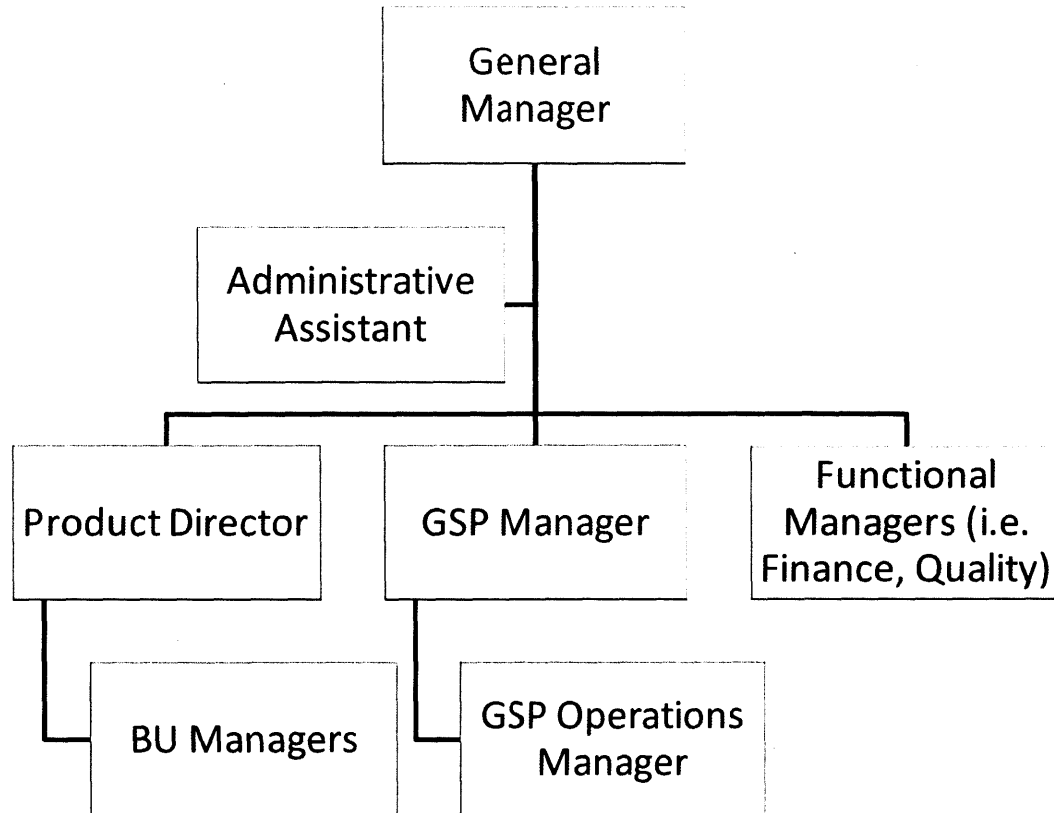 General
Manager
Administrative
Assistant
Product Director
GSP Manager
Functional
Managers (i.e.
Finance, Quality)
BU Managers
GSP Operations
Manager